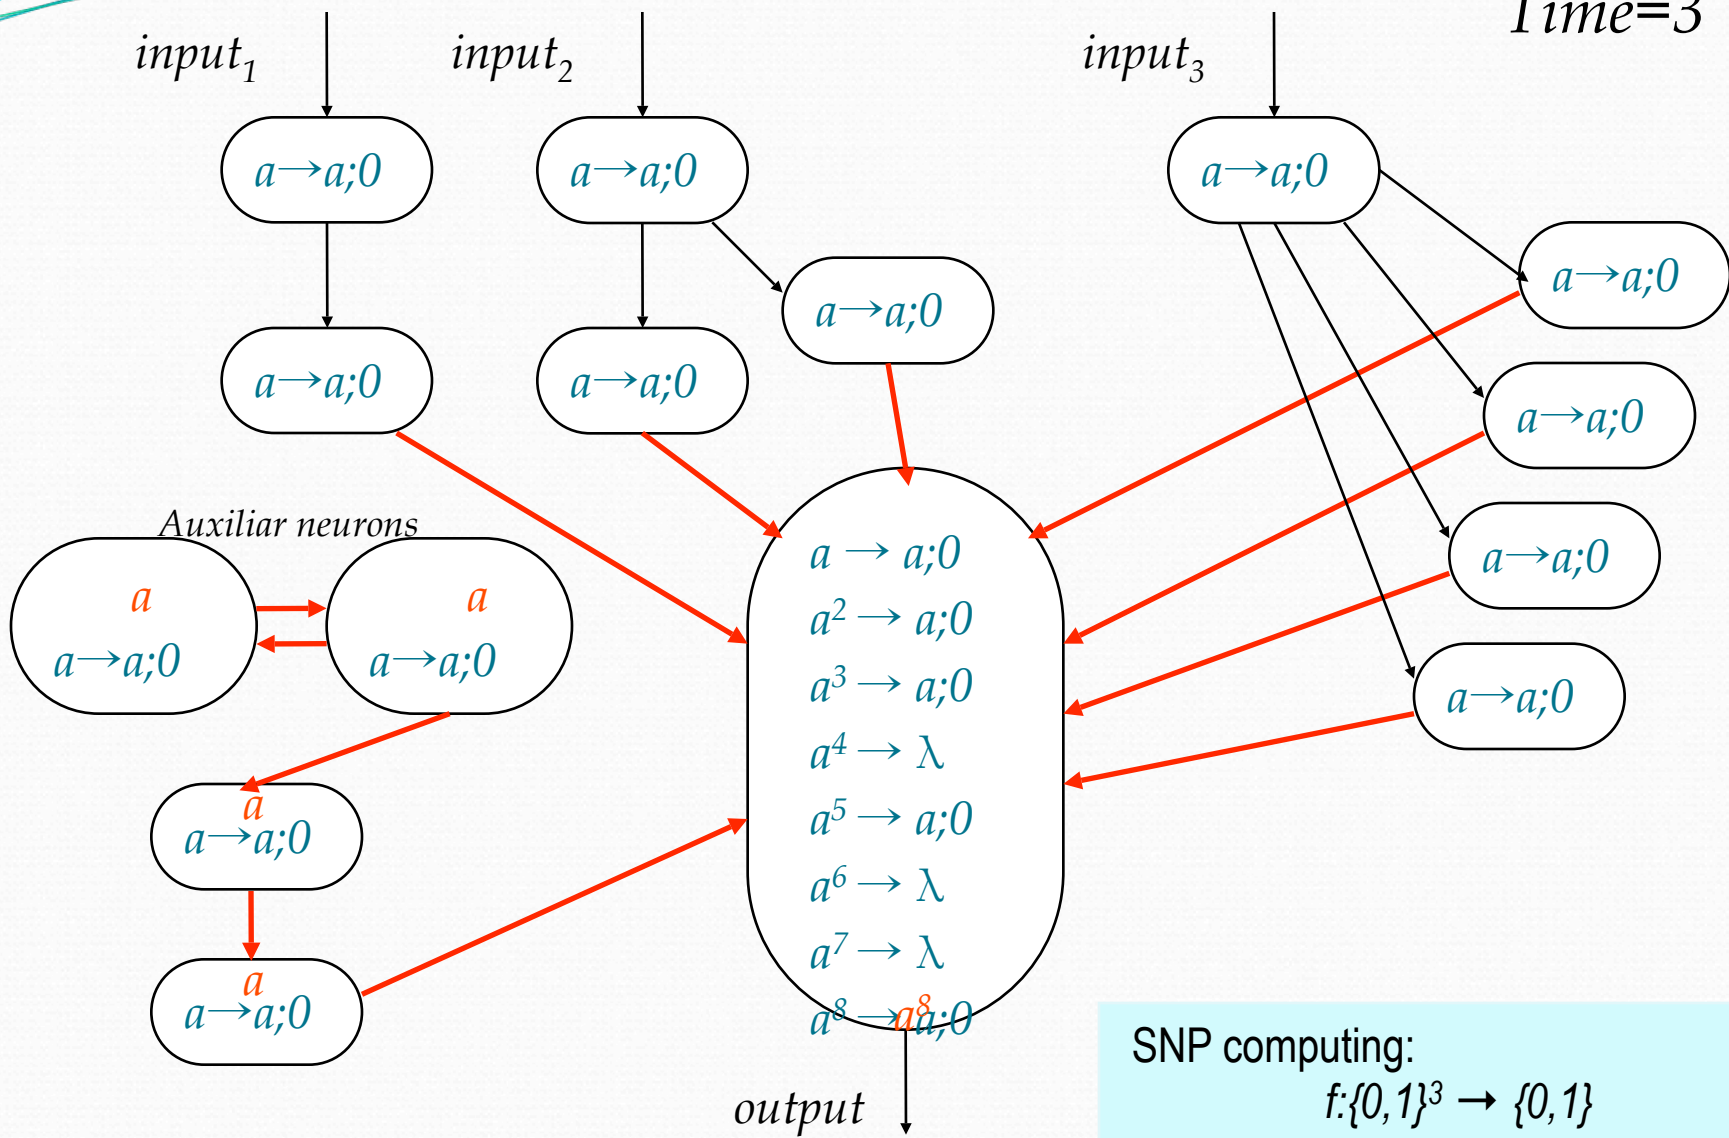 Time=3
input₁
input₂
input₃
a→a;0
a→a;0
a→a;0
a→a;0
a→a;0
a→a;0
a→a;0
a→a;0
a→a;0
a→a;0
Auxiliar neurons
a
a→a;0
a
a→a;0
a
a→a;0
a
a→a;0
a → a;0
a² → a;0
a³ → a;0
a⁴ → λ
a⁵ → a;0
a⁶ → λ
a⁷ → λ
a⁸ → a;0
a⁸
output
SNP computing:
f:{0,1}³ → {0,1}